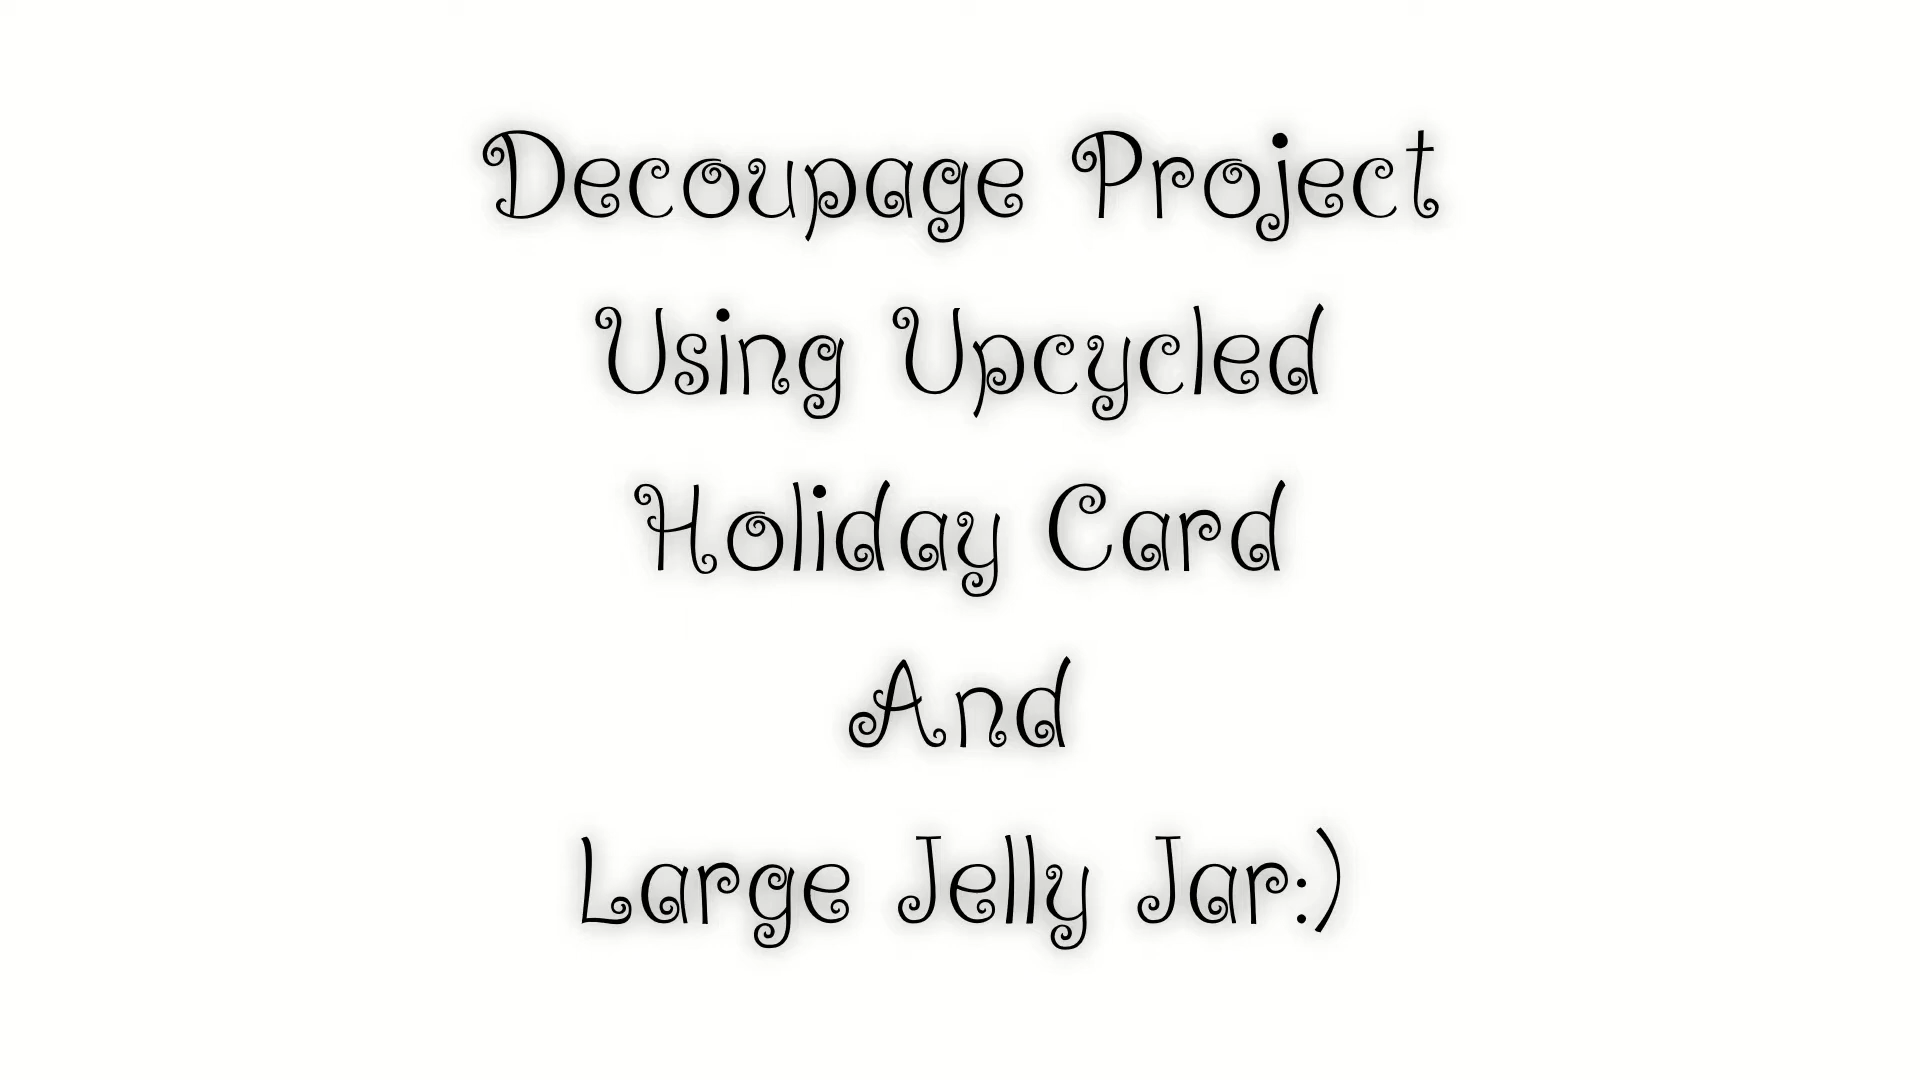 Decoupage Project
Using Upcycled
Holiday Card
And
Large Jelly Jar:)